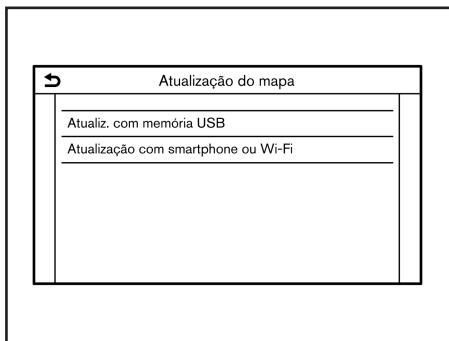 Atualização do mapa
Atualiz. com memória USB
Atualização com smartphone ou Wi-Fi